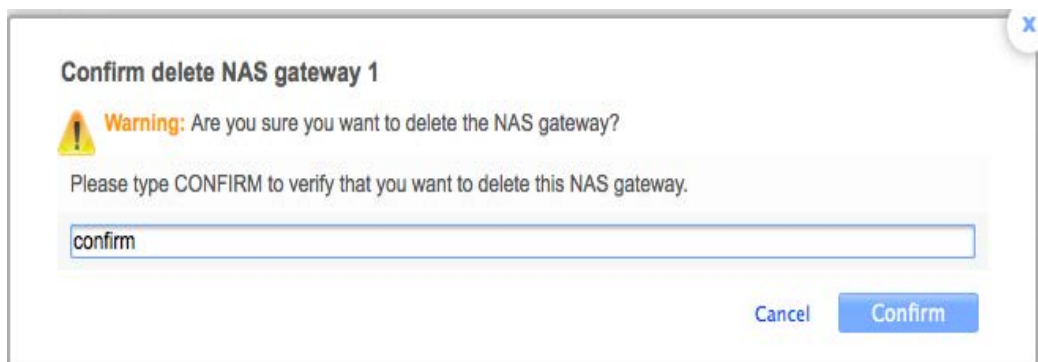 x
Confirm delete NAS gateway 1
Warning: Are you sure you want to delete the NAS gateway?
Please type CONFIRM to verify that you want to delete this NAS gateway.
confirm
Cancel Confirm